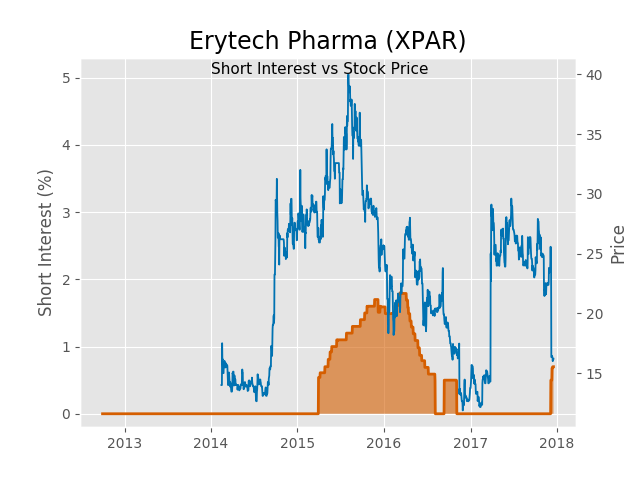 Erytech Pharma (XPAR)
Short Interest vs Stock Price
Short Interest (%)
5
4
3
2
1
0
40
35
30
25
20
15
Price
2013 2014 2015 2016 2017 2018